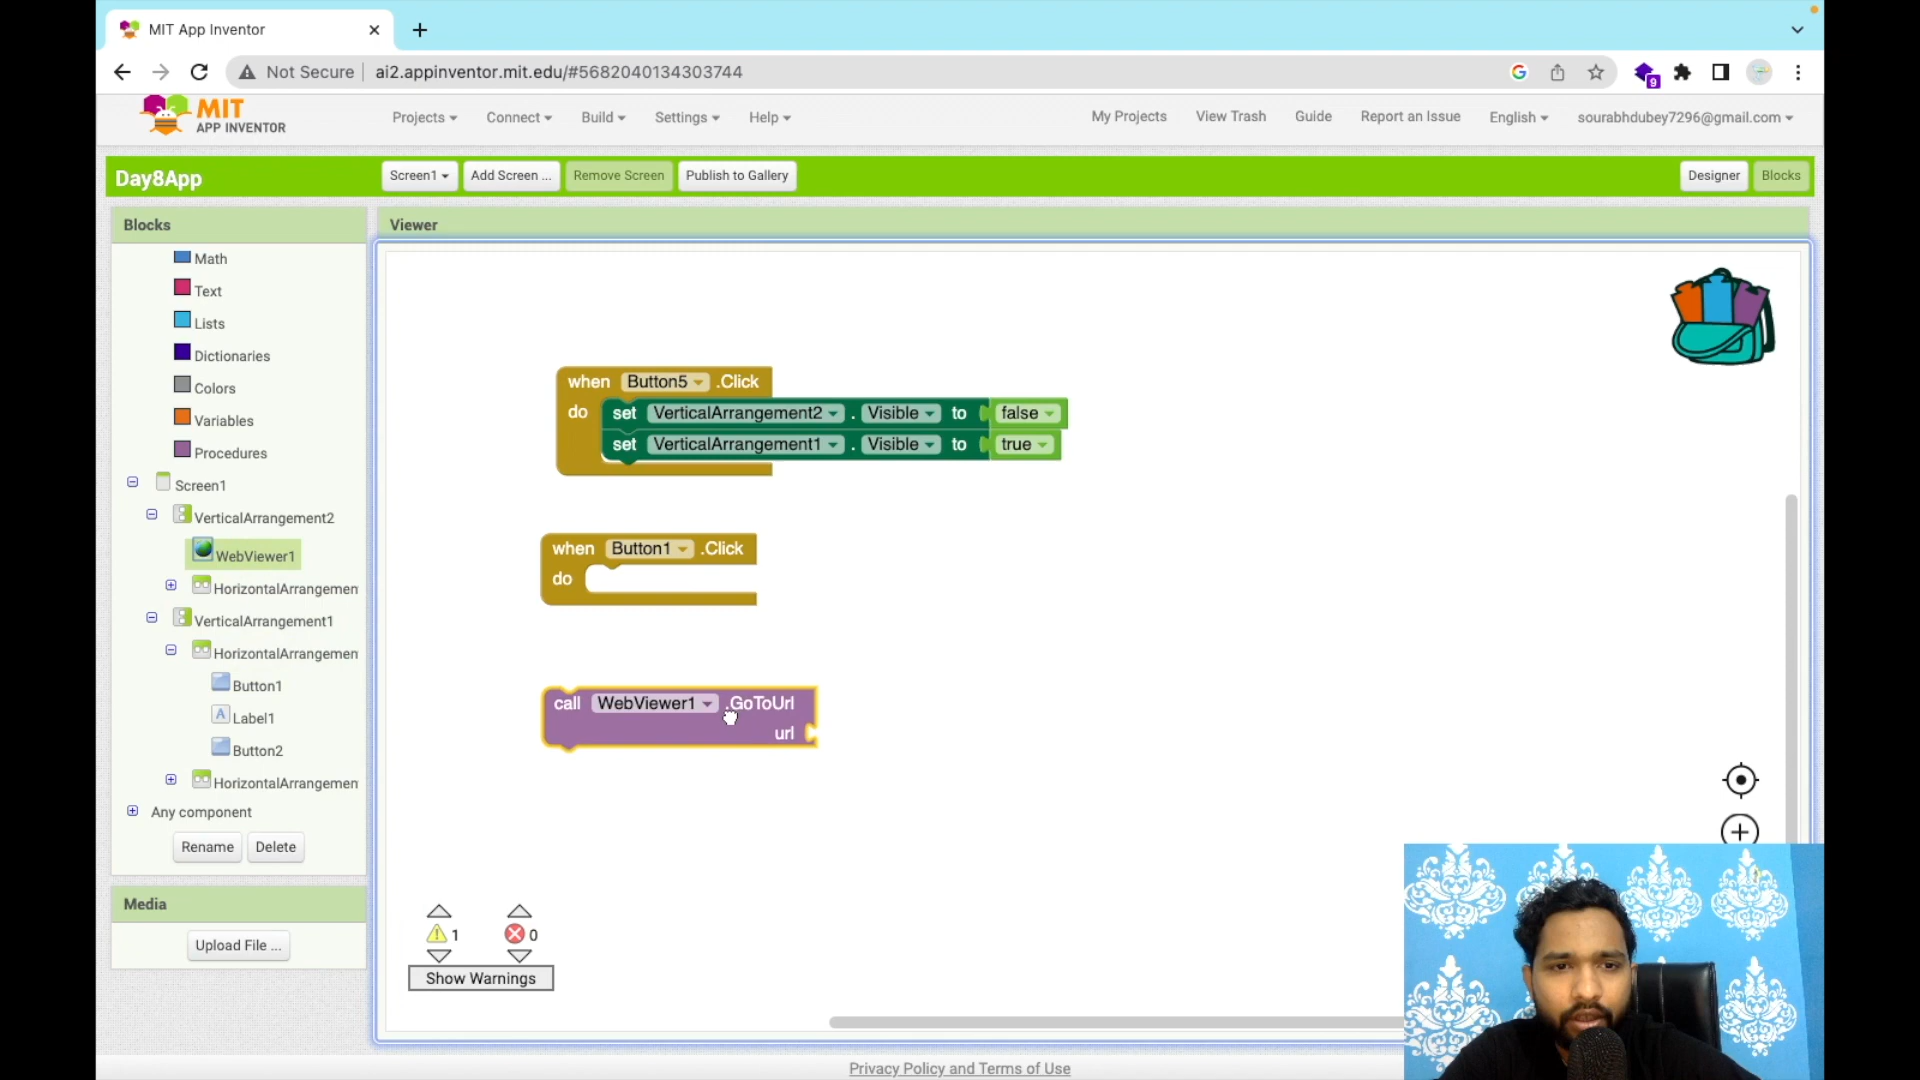 MIT App Inventor
Not Secure
ai2.appinventor.mit.edu/#5682040134303744
9
MIT
APP INVENTOR
Projects
Connect
Build
Settings
Help
My Projects
View Trash
Guide
Report an Issue
English
sourabhdubey7296@gmail.com
Day8App
Screen1
Add Screen ...
Remove Screen
Publish to Gallery
Designer
Blocks
Blocks
Viewer
Math
Text
Lists
Dictionaries
Colors
Variables
Procedures
Screen1
VerticalArrangement2
WebViewer1
HorizontalArrangemen
VerticalArrangement1
HorizontalArrangemen
Button1
A Label1
Button2
HorizontalArrangemen
Any component
Rename
Delete
Media
Upload File ...
when Button5 .Click
do set VerticalArrangement2 . Visible to false
set VerticalArrangement1 . Visible to true
when Button1 .Click
do
call WebViewer1 .GoToUrl
url
1
0
Show Warnings
Privacy Policy and Terms of Use